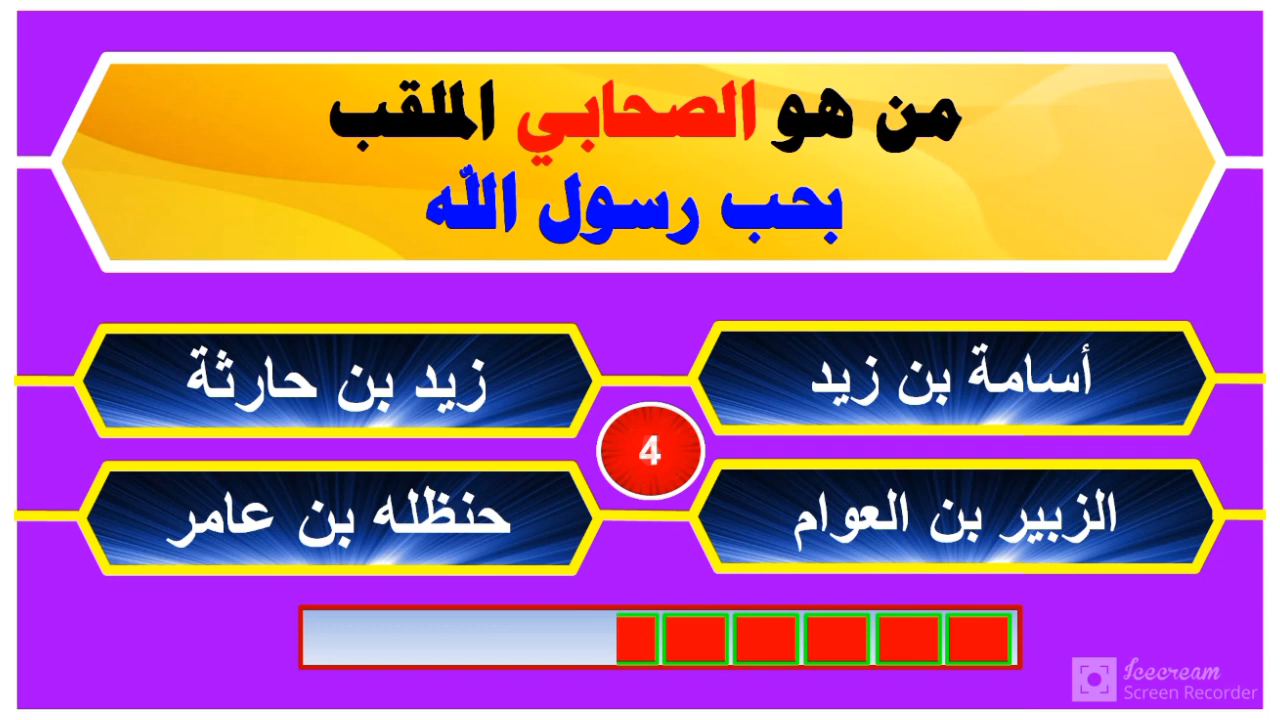 من هو الصحابي الملقب
بحب رسول الله
أسامة بن زيد
زيد بن حارثة
4
الزبير بن العوام
حنظله بن عامر
Icecream
Screen Recorder